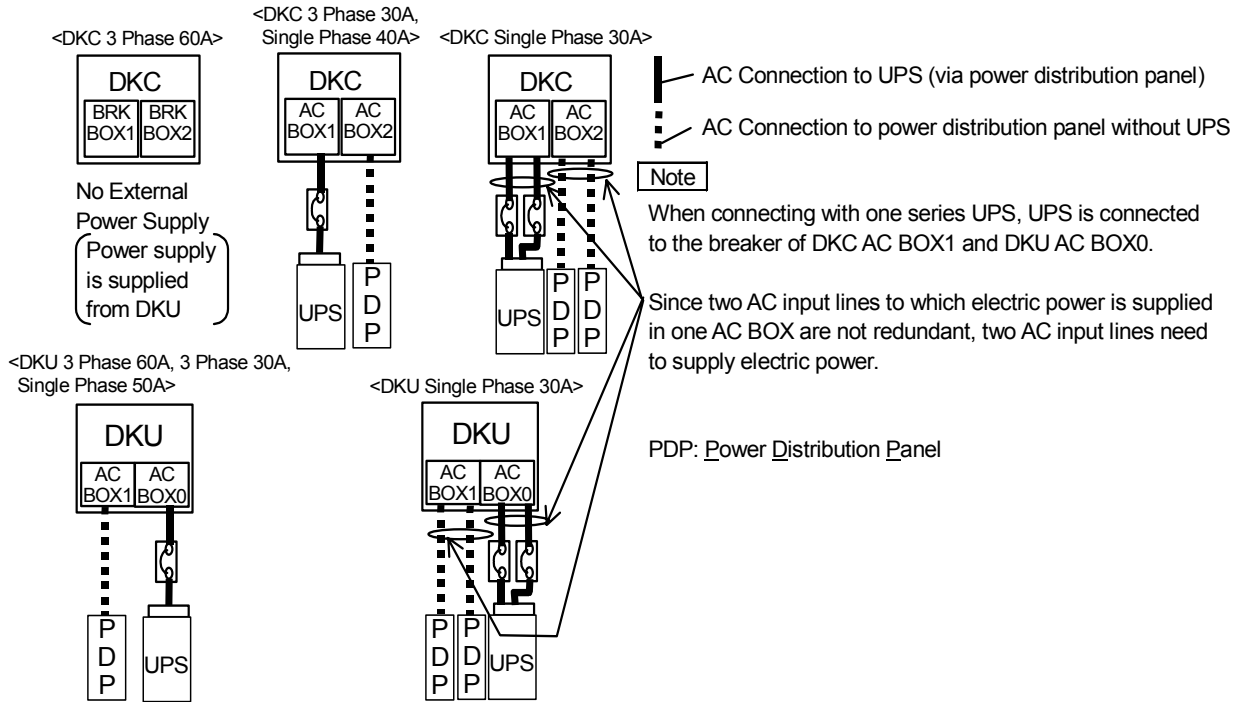 <DKC 3 Phase 60A>
DKC
BRK BOX1
BRK BOX2
No External
Power Supply
Power supply
is supplied
from DKU
<DKC 3 Phase 30A,
Single Phase 40A>
DKC
AC BOX1
AC BOX2
UPS
PDP
<DKC Single Phase 30A>
DKC
AC BOX1
AC BOX2
UPS
PDP
PDP
AC Connection to UPS (via power distribution panel)
AC Connection to power distribution panel without UPS
Note
When connecting with one series UPS, UPS is connected
to the breaker of DKC AC BOX1 and DKU AC BOX0.
Since two AC input lines to which electric power is supplied
in one AC BOX are not redundant, two AC input lines need
to supply electric power.
PDP: Power Distribution Panel
<DKU 3 Phase 60A, 3 Phase 30A,
Single Phase 50A>
DKU
AC BOX1
AC BOX0
PDP
UPS
<DKU Single Phase 30A>
DKU
AC BOX1
AC BOX0
PDP
PDP
UPS